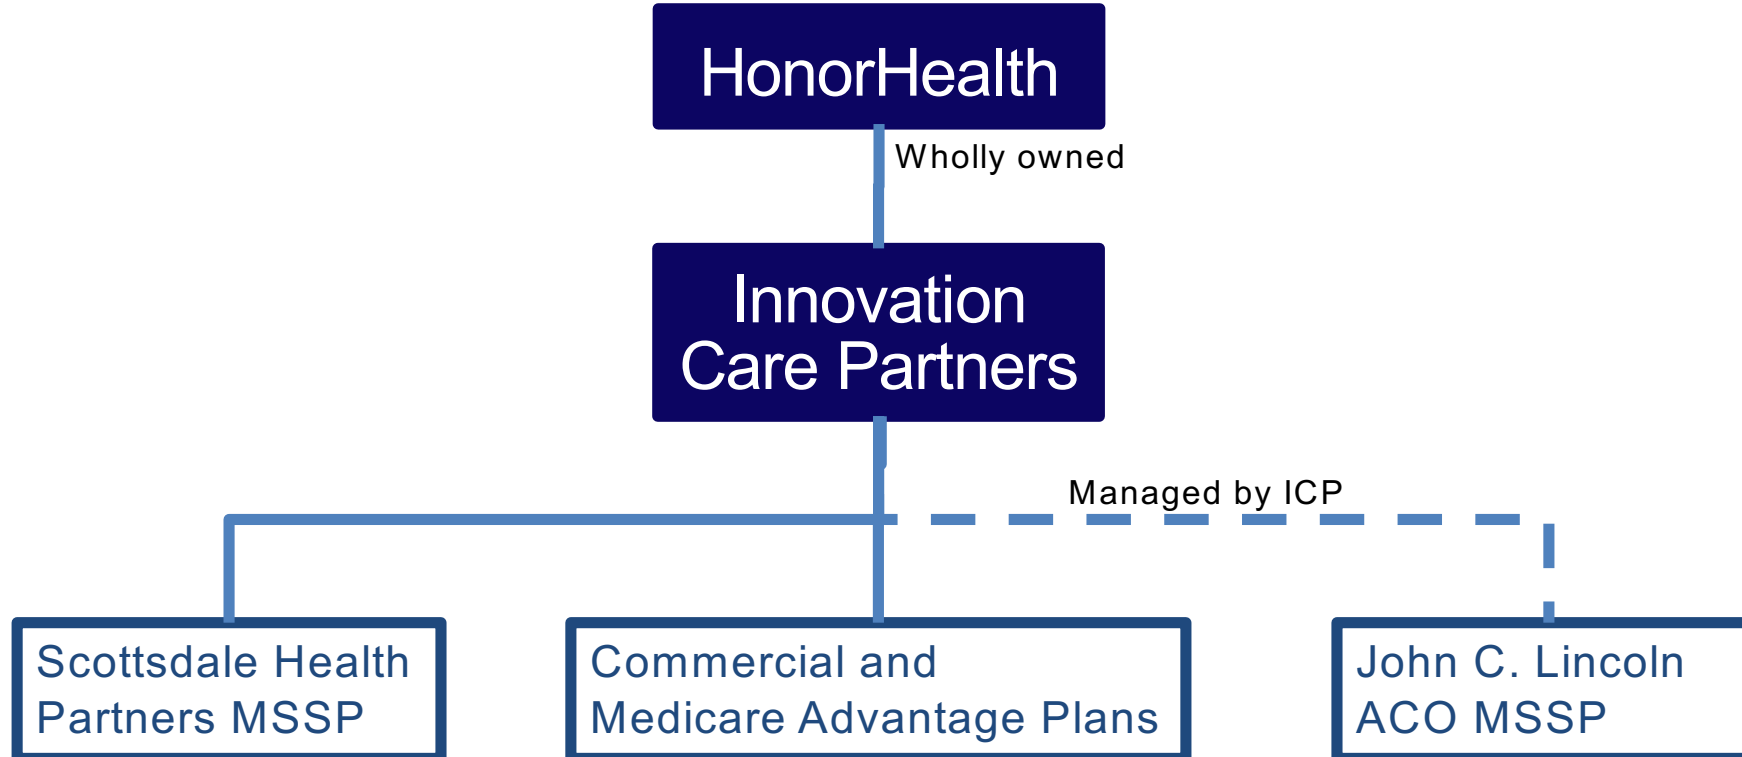 HonorHealth
Wholly owned
Innovation
Care Partners
Managed by ICP
Scottsdale Health
Partners MSSP
Commercial and
Medicare Advantage Plans
John C. Lincoln
ACO MSSP